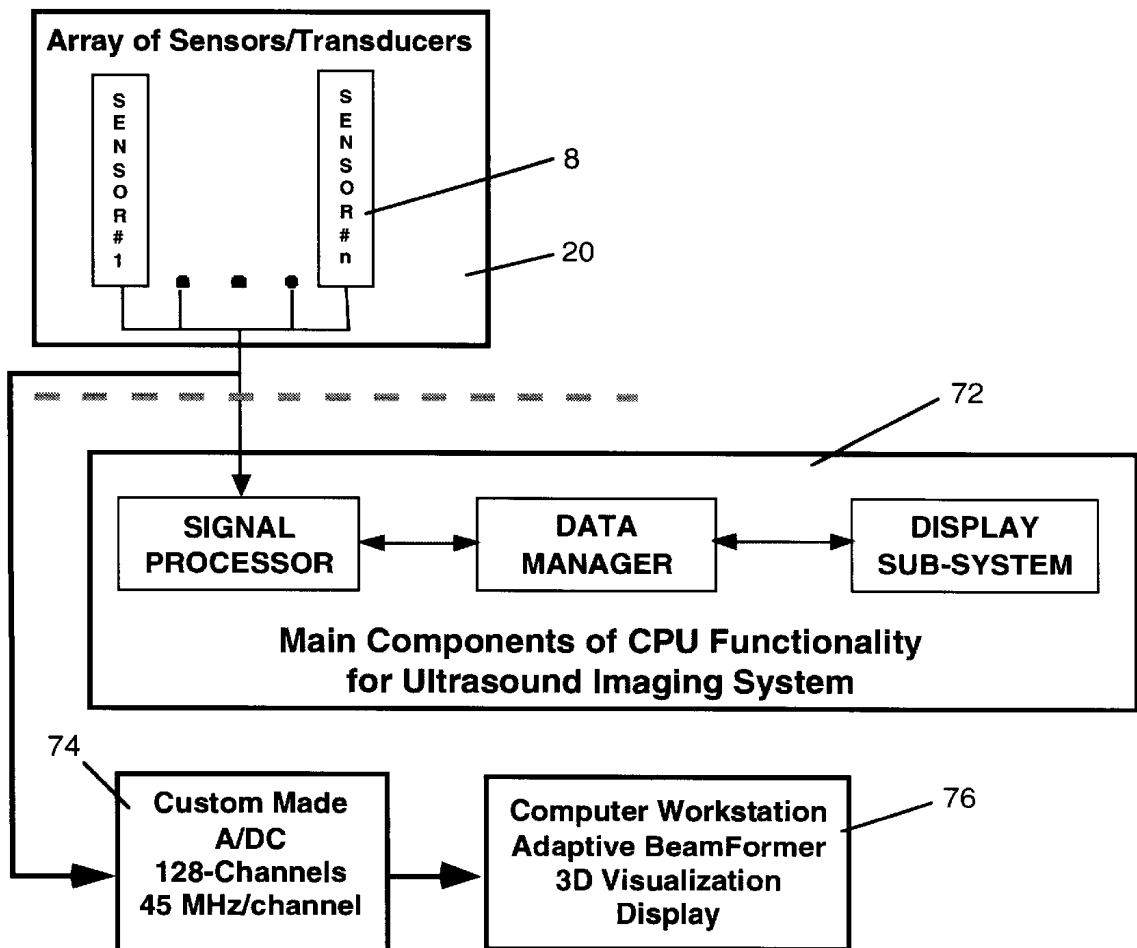 Array of Sensors/Transducers
SENSOR#1
SENSOR#n
8
20
72
SIGNAL
PROCESSOR
DATA
MANAGER
DISPLAY
SUB-SYSTEM
Main Components of CPU Functionality
for Ultrasound Imaging System
74
Custom Made
A/DC
128-Channels
45 MHz/channel
76
Computer Workstation
Adaptive BeamFormer
3D Visualization
Display